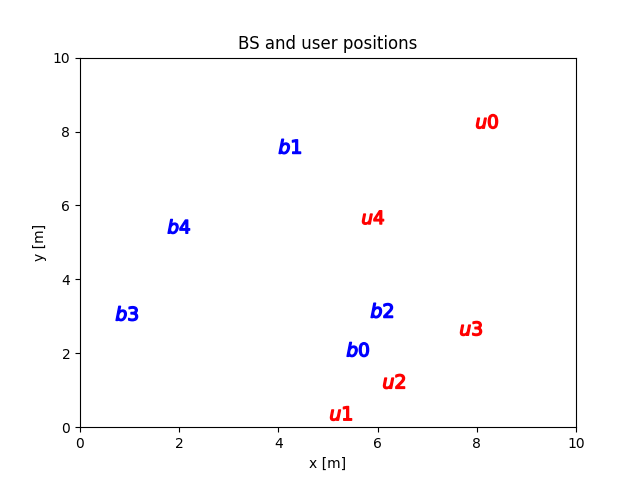 BS and user positions
10
u0
8
b1
6
u4
b4
y [m]
4
b3
b2
u3
2
b0
u2
u1
0
0 2 4 6 8 10
x [m]